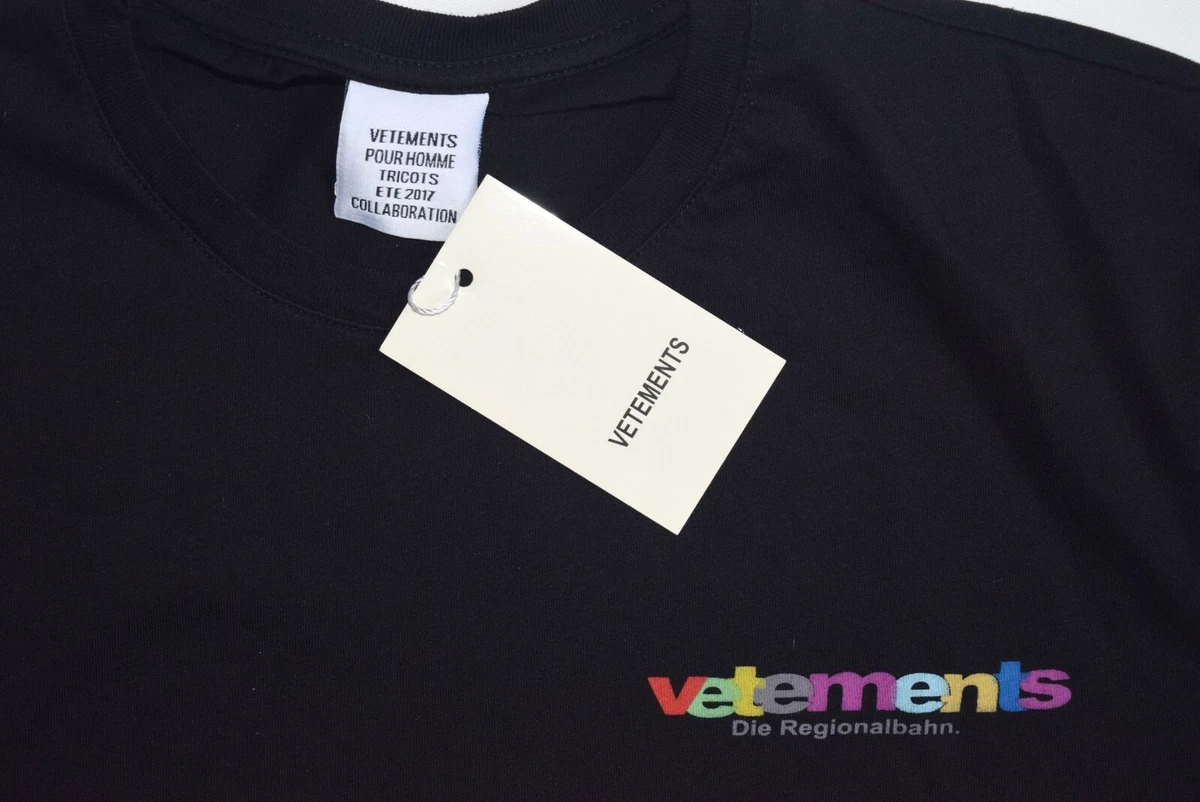 VETEMENTS
POUR HOMME
TRICOTS
ETE 2017
COLLABORATION
VETEMENTS
vetements
Die Regionalbahn.